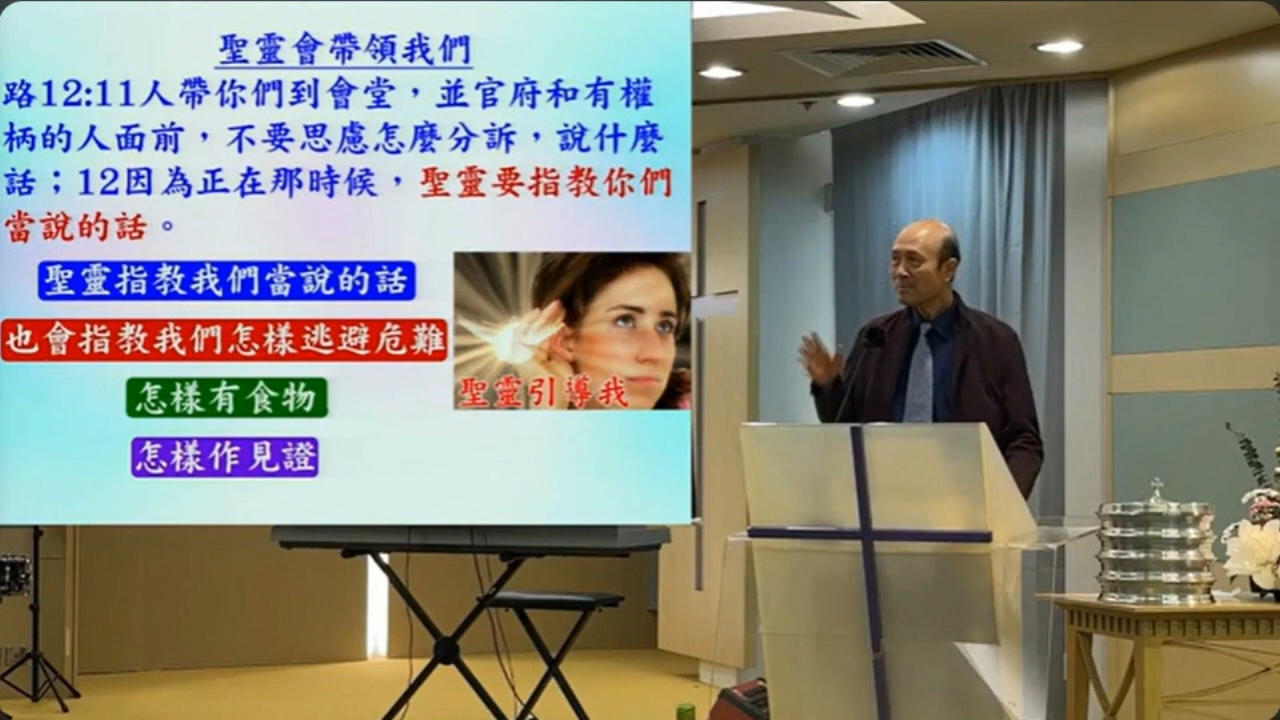 聖靈會帶領我們
路12:11人帶你們到會堂，並官府和有權
柄的人面前，不要思慮怎麼分訴，說什麼
話；12因為正在那時候，聖靈要指教你們
當說的話。
聖靈指教我們當說的話
也會指教我們怎樣逃避危難
怎樣有食物
怎樣作見證
聖靈引導我